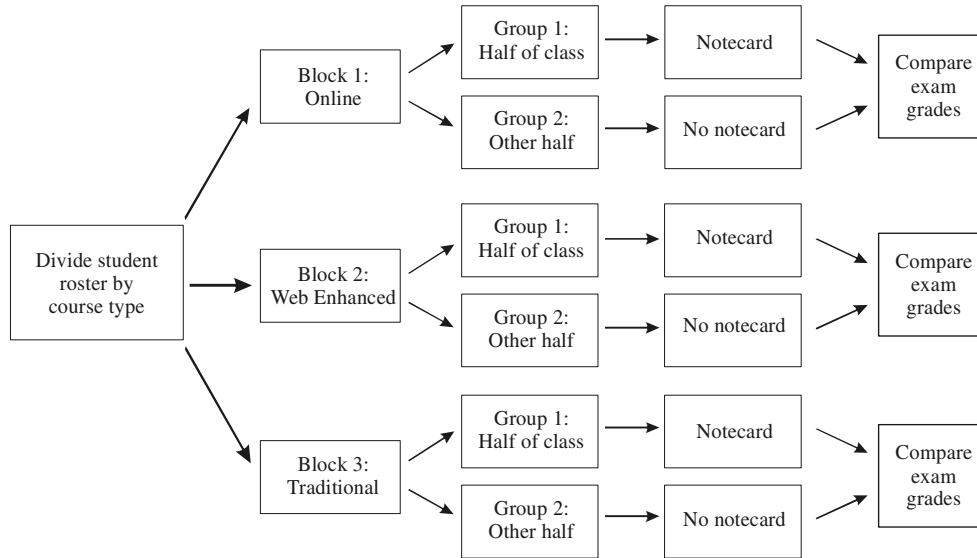 Divide student
roster by
course type
Block 1:
Online
Group 1:
Half of class
Notecard
Group 2:
Other half
No notecard
Compare
exam
grades
Block 2:
Web Enhanced
Group 1:
Half of class
Notecard
Group 2:
Other half
No notecard
Compare
exam
grades
Block 3:
Traditional
Group 1:
Half of class
Notecard
Group 2:
Other half
No notecard
Compare
exam
grades